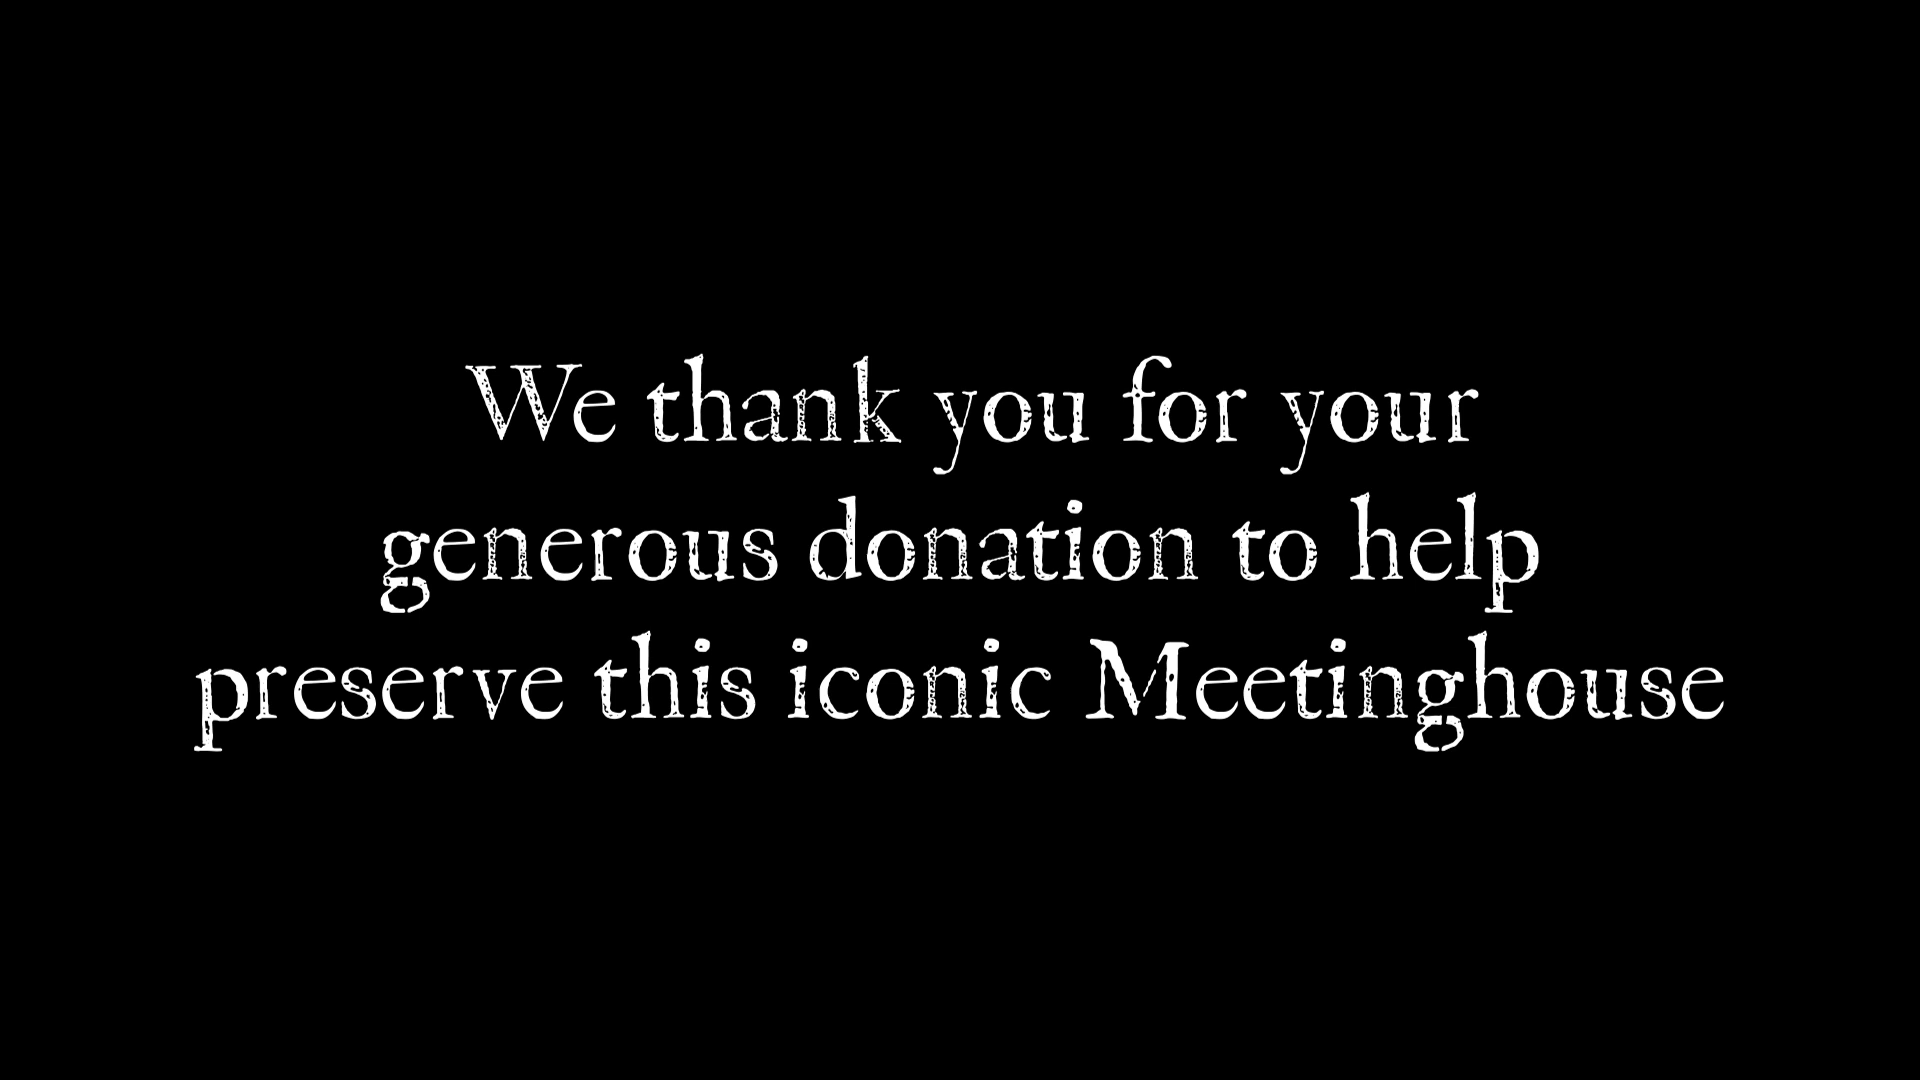 We thank you for your
generous donation to help
preserve this iconic Meetinghouse